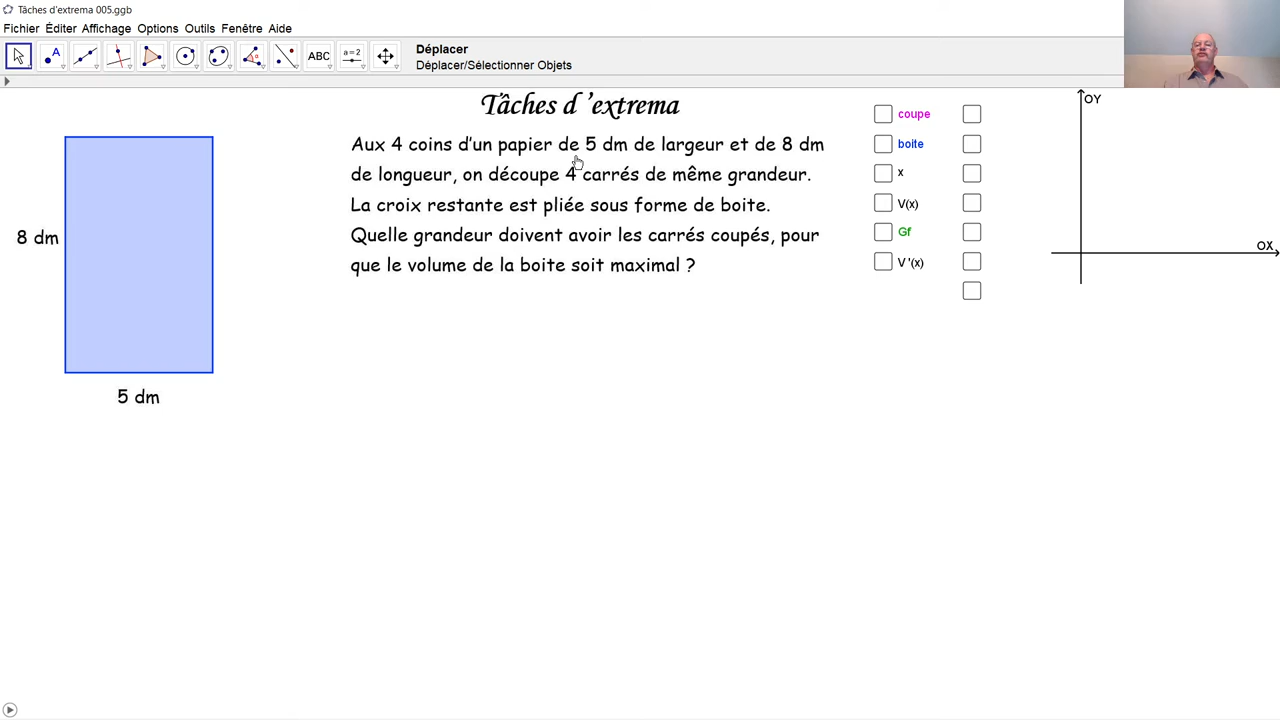 Tâches d'extrema 005.ggb
Fichier Éditer Affichage Options Outils Fenêtre Aide
A
ABC
a=2
Déplacer
Déplacer/Sélectionner Objets
Tâches d 'extrema
Aux 4 coins d'un papier de 5 dm de largeur et de 8 dm
de longueur, on découpe 4 carrés de même grandeur.
La croix restante est pliée sous forme de boite.
Quelle grandeur doivent avoir les carrés coupés, pour
que le volume de la boite soit maximal ?
8 dm
5 dm
coupe
boite
x
V(x)
Gf
V '(x)
OY
OX